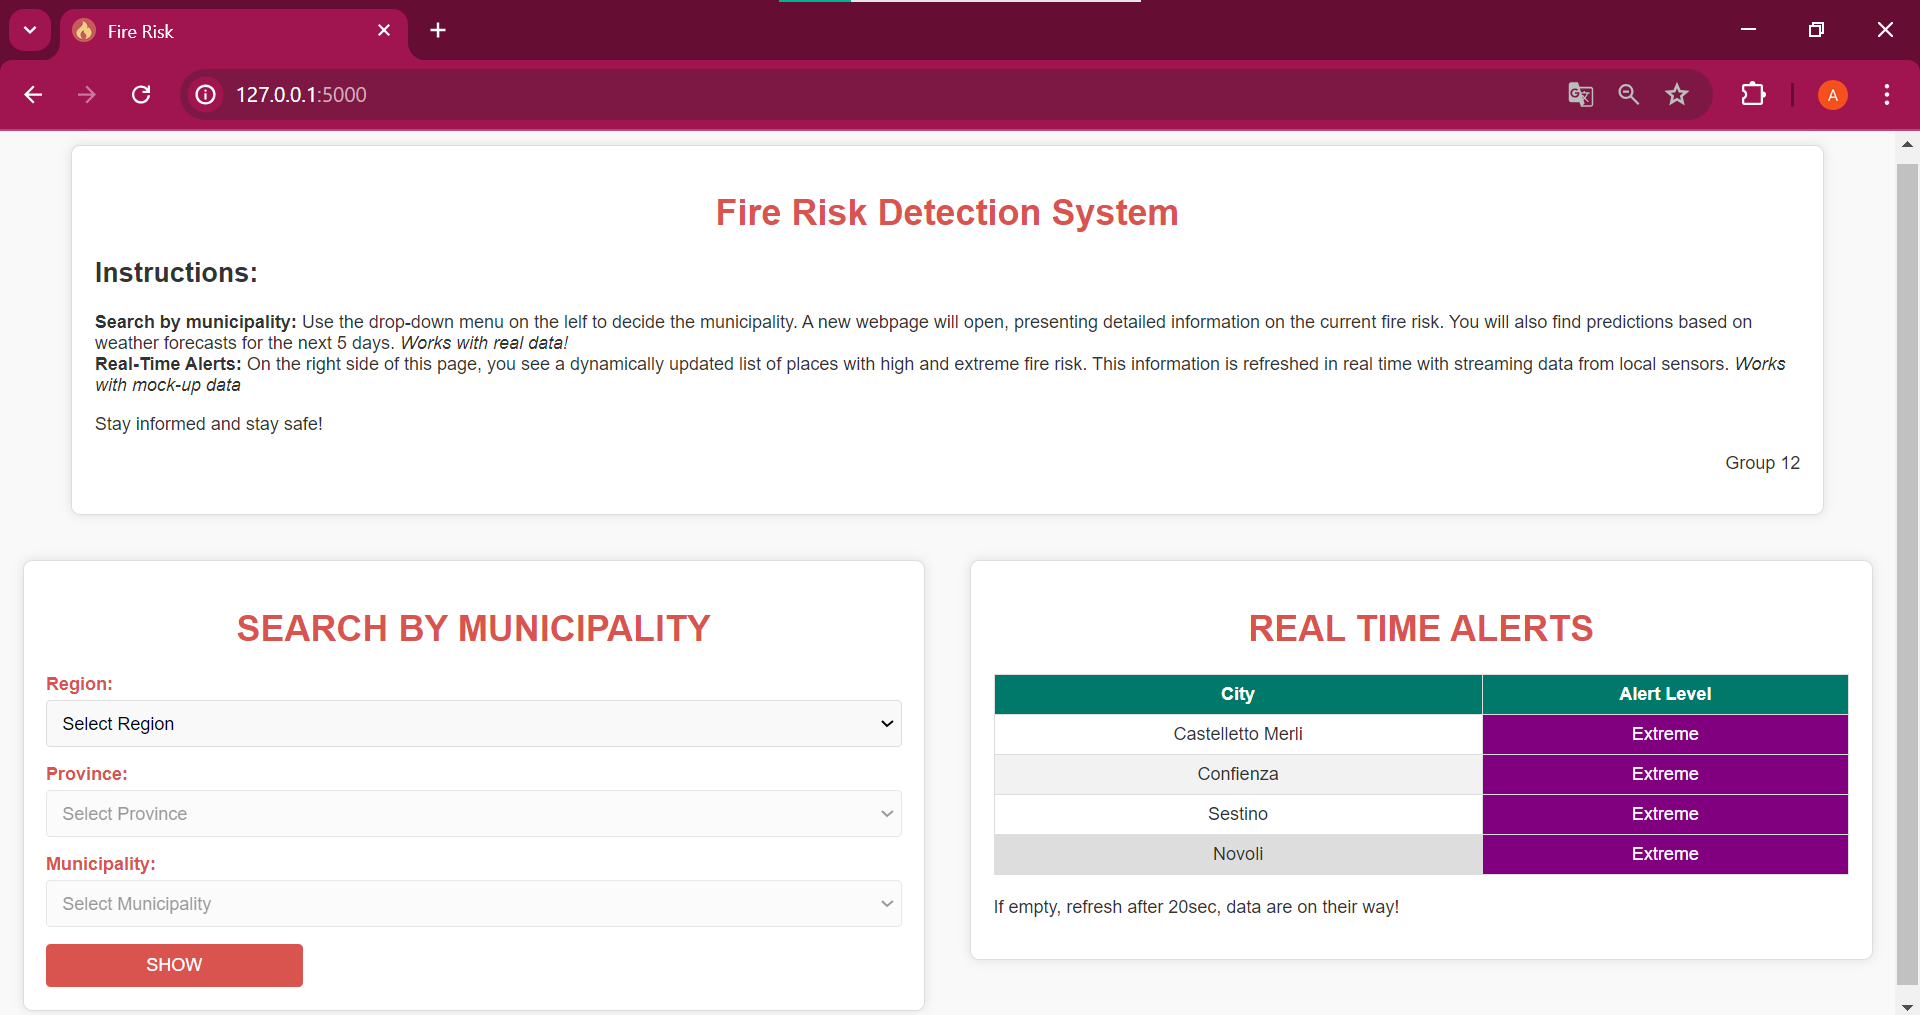 Fire Risk
127.0.0.1:5000
A
Fire Risk Detection System
Instructions:
Search by municipality: Use the drop-down menu on the lelf to decide the municipality. A new webpage will open, presenting detailed information on the current fire risk. You will also find predictions based on
weather forecasts for the next 5 days. Works with real data!
Real-Time Alerts: On the right side of this page, you see a dynamically updated list of places with high and extreme fire risk. This information is refreshed in real time with streaming data from local sensors. Works
with mock-up data
Stay informed and stay safe!
Group 12
SEARCH BY MUNICIPALITY
Region:
Select Region
Province:
Select Province
Municipality:
Select Municipality
SHOW
REAL TIME ALERTS
City Alert Level
Castelletto Merli Extreme
Confienza Extreme
Sestino Extreme
Novoli Extreme
If empty, refresh after 20sec, data are on their way!